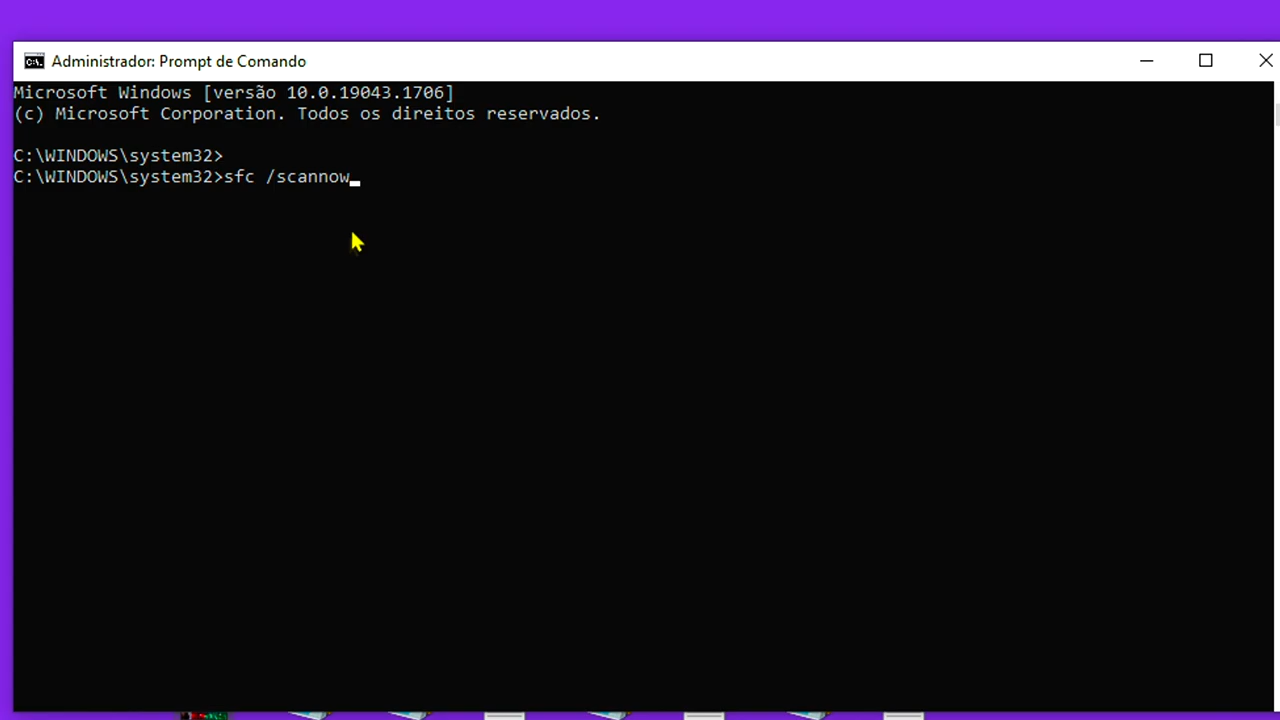 Administrador: Prompt de Comando
Microsoft Windows [versão 10.0.19043.1706]
(c) Microsoft Corporation. Todos os direitos reservados.
C:\WINDOWS\system32>
C:\WINDOWS\system32>sfc /scannow